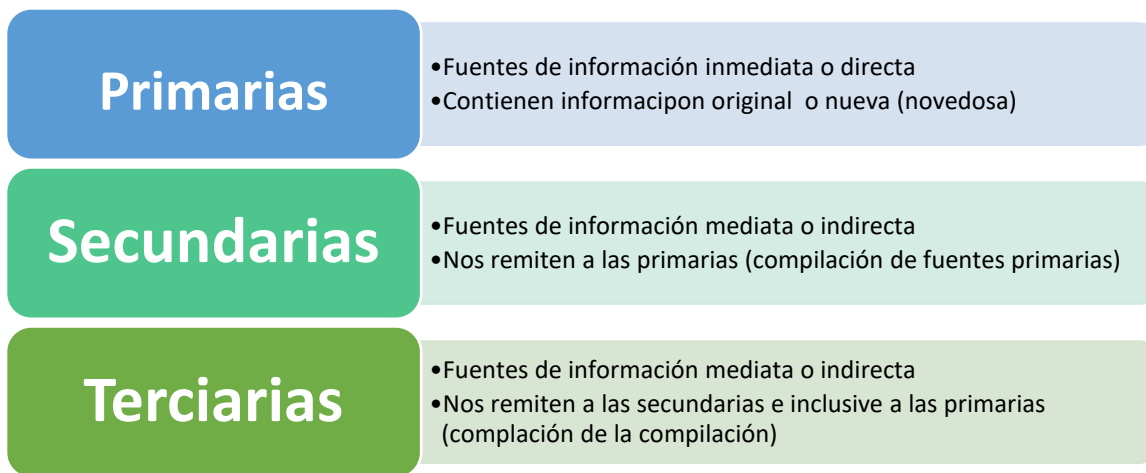 Primarias
•Fuentes de información inmediata o directa
•Contienen informacipon original o nueva (novedosa)
Secundarias
•Fuentes de información mediata o indirecta
•Nos remiten a las primarias (compilación de fuentes primarias)
Terciarias
•Fuentes de información mediata o indirecta
•Nos remiten a las secundarias e inclusive a las primarias
(complación de la compilación)